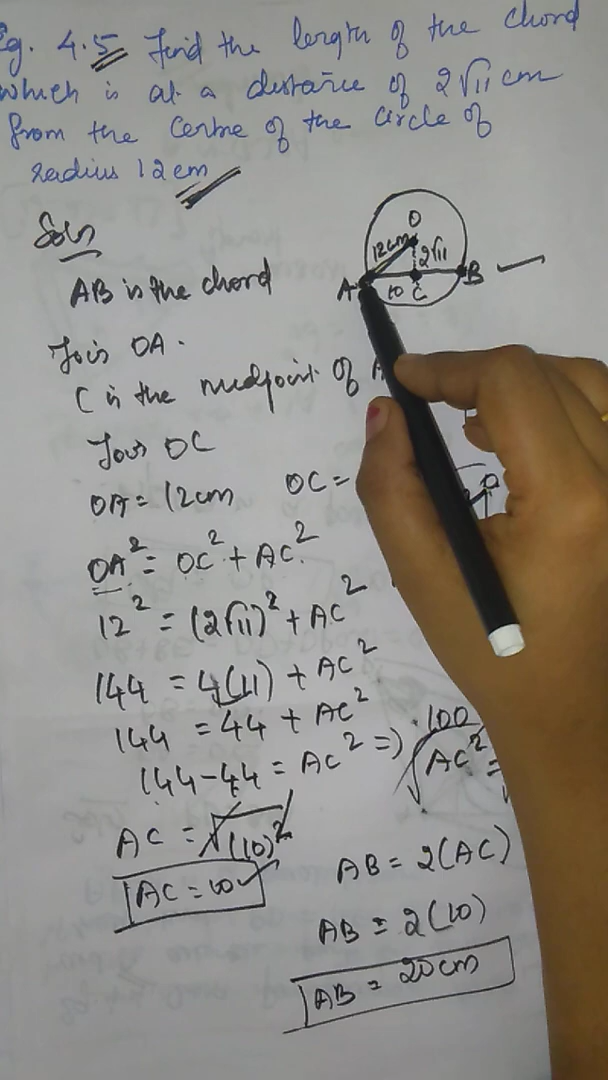 Eg. 4.5 Find the length of the chord
which is at a distance of 2√11 cm
from the centre of the circle of
radius 12cm
Soln
O
12cm
2√11
A
10
C
B
AB is the chord
Join OA.
C is the midpoint of A
Join OC
OA = 12cm OC =
OA² = OC² + AC²
12² = (2√11)² + AC²
144 = 4(11) + AC²
144 = 44 + AC²
144-44 = AC² =>
100
AC² =
AC = √(10)²
AC = 10
AB = 2(AC)
AB = 2(10)
AB = 20cm